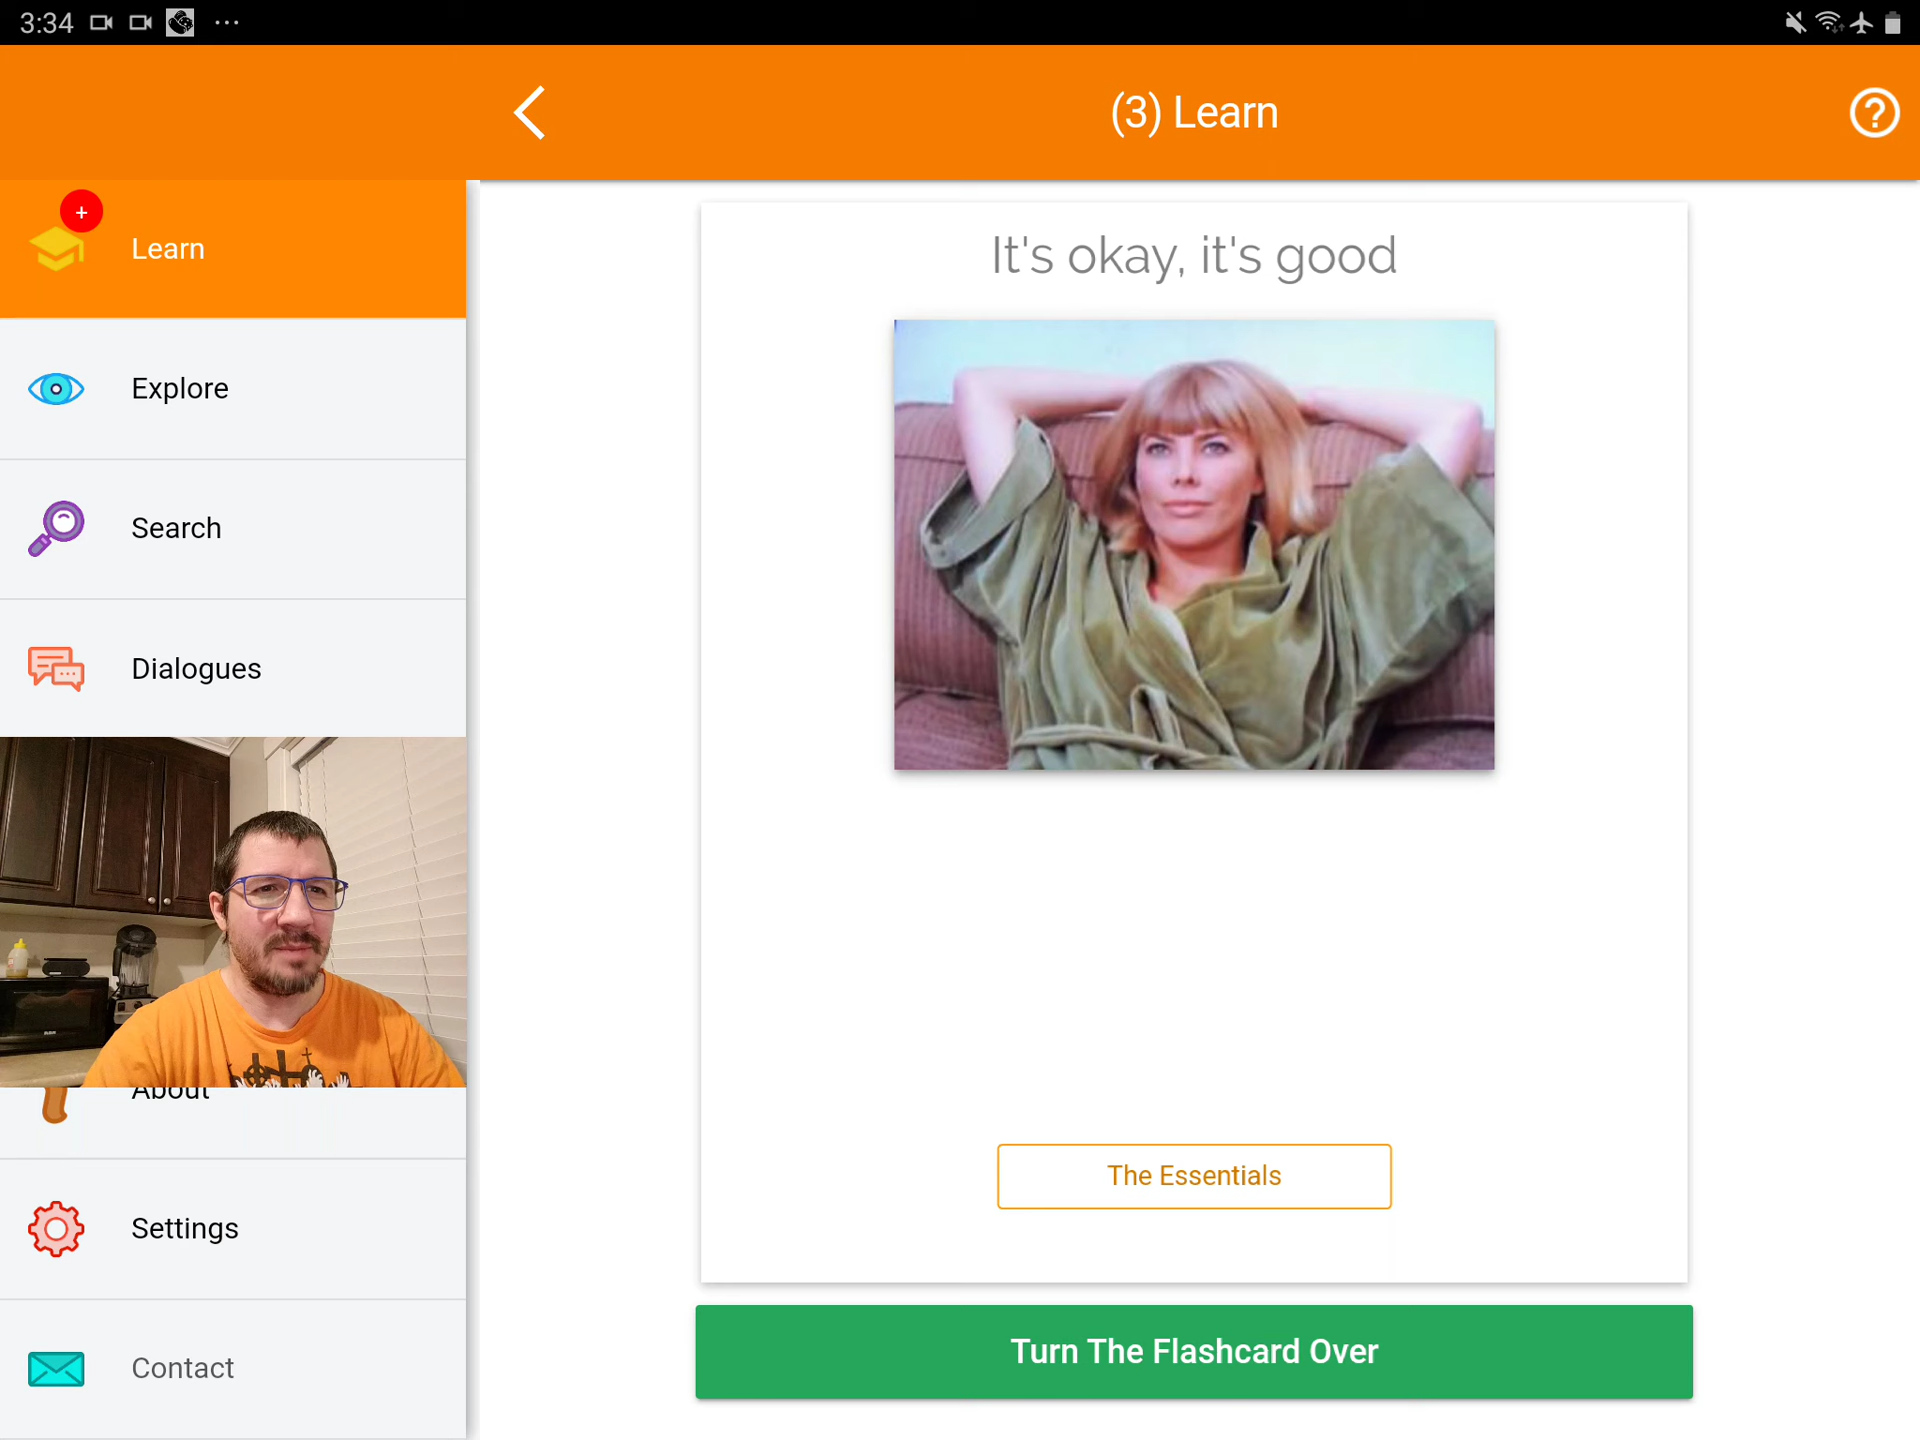 3:34
(3) Learn
+
Learn
Explore
Search
Dialogues
About
Settings
Contact
It's okay, it's good
The Essentials
Turn The Flashcard Over